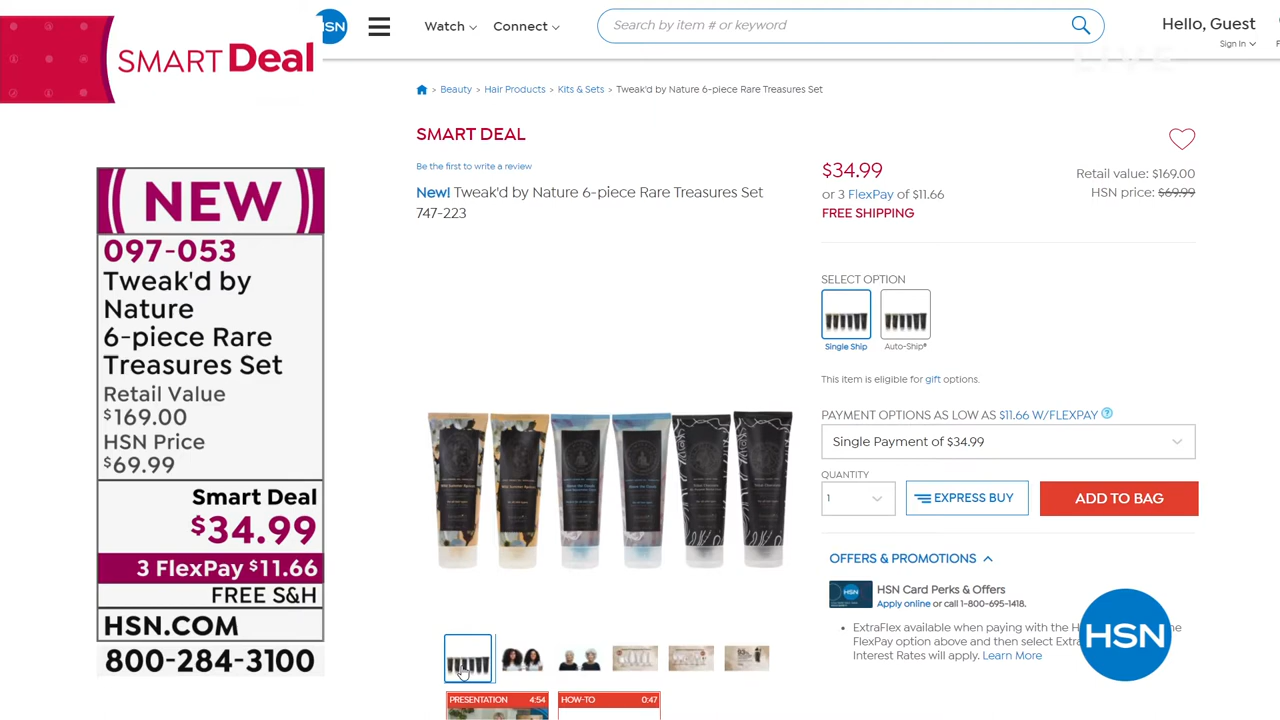 SMART Deal
HSN
Watch
Connect
Search by item # or keyword
Hello, Guest
Sign In
LIVE
Beauty > Hair Products > Kits & Sets > Tweak'd by Nature 6-piece Rare Treasures Set
SMART DEAL
Be the first to write a review
New! Tweak'd by Nature 6-piece Rare Treasures Set
747-223
$34.99
or 3 FlexPay of $11.66
FREE SHIPPING
Retail value: $169.00
HSN price: $69.99
NEW
097-053
Tweak'd by
Nature
6-piece Rare
Treasures Set
Retail Value
$169.00
HSN Price
$69.99
Smart Deal
$34.99
3 FlexPay $11.66
FREE S&H
HSN.COM
800-284-3100
SELECT OPTION
Single Ship
Auto-Ship®
This item is eligible for gift options.
PAYMENT OPTIONS AS LOW AS $11.66 W/FLEXPAY ?
Single Payment of $34.99
QUANTITY
1
EXPRESS BUY
ADD TO BAG
OFFERS & PROMOTIONS
HSN
HSN Card Perks & Offers
Apply online or call 1-800-695-1418.
• ExtraFlex available when paying with the H
FlexPay option above and then select Extra
Interest Rates will apply. Learn More
HSN
PRESENTATION 4:54
HOW-TO 0:47